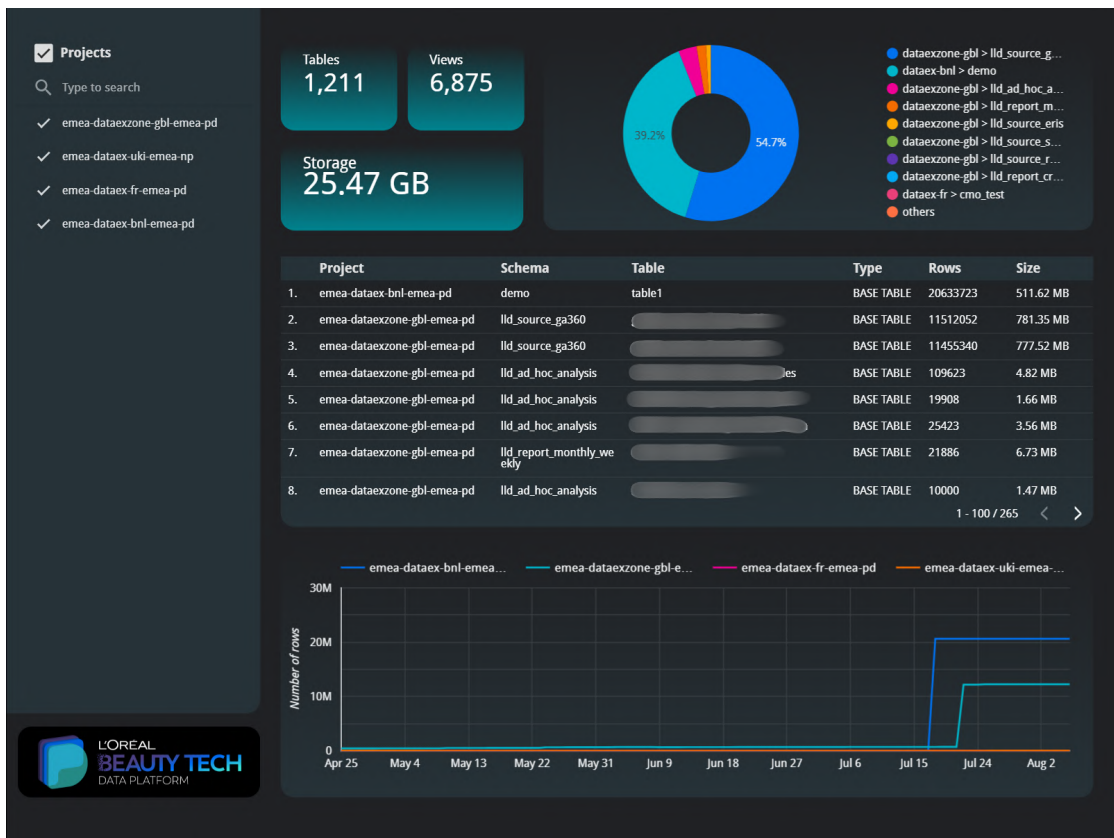 Projects
Type to search
emea-dataexzone-gbl-emea-pd
emea-dataex-uki-emea-np
emea-dataex-fr-emea-pd
emea-dataex-bnl-emea-pd
L'ORÉAL
BEAUTY TECH
DATA PLATFORM
Tables
1,211
Views
6,875
Storage
25.47 GB
39.2%
54.7%
dataexzone-gbl > lld_source_g...
dataex-bnl > demo
dataexzone-gbl > lld_ad_hoc_a...
dataexzone-gbl > lld_report_m...
dataexzone-gbl > lld_source_eris
dataexzone-gbl > lld_source_s...
dataexzone-gbl > lld_source_r...
dataexzone-gbl > lld_report_cr...
dataex-fr > cmo_test
others
Project Schema Table Type Rows Size
1. emea-dataex-bnl-emea-pd demo table1 BASE TABLE 20633723 511.62 MB
2. emea-dataexzone-gbl-emea-pd lld_source_ga360 BASE TABLE 11512052 781.35 MB
3. emea-dataexzone-gbl-emea-pd lld_source_ga360 BASE TABLE 11455340 777.52 MB
4. emea-dataexzone-gbl-emea-pd lld_ad_hoc_analysis BASE TABLE 109623 4.82 MB
5. emea-dataexzone-gbl-emea-pd lld_ad_hoc_analysis BASE TABLE 19908 1.66 MB
6. emea-dataexzone-gbl-emea-pd lld_ad_hoc_analysis BASE TABLE 25423 3.56 MB
7. emea-dataexzone-gbl-emea-pd lld_report_monthly_we BASE TABLE 21886 6.73 MB
ekly
8. emea-dataexzone-gbl-emea-pd lld_ad_hoc_analysis BASE TABLE 10000 1.47 MB
1 - 100 / 265
emea-dataex-bnl-emea... emea-dataexzone-gbl-e... emea-dataex-fr-emea-pd emea-dataex-uki-emea-...
Number of rows
30M
20M
10M
0
Apr 25 May 4 May 13 May 22 May 31 Jun 9 Jun 18 Jun 27 Jul 6 Jul 15 Jul 24 Aug 2